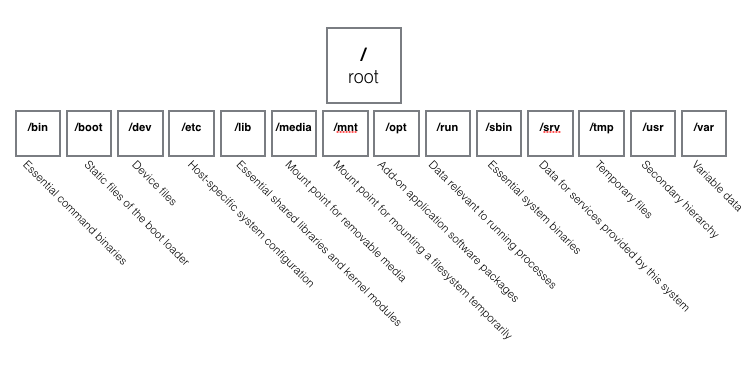 /
root
/bin
/boot
/dev
/etc
/lib
/media
/mnt
/opt
/run
/sbin
/srv
/tmp
/usr
/var
Essential command binaries
Static files of the boot loader
Device files
Host-specific system configuration
Essential shared libraries and kernel modules
Mount point for removable media
Mount point for mounting a filesystem temporarily
Add-on application software packages
Data relevant to running processes
Essential system binaries
Data for services provided by this system
Temporary files
Secondary hierarchy
Variable data